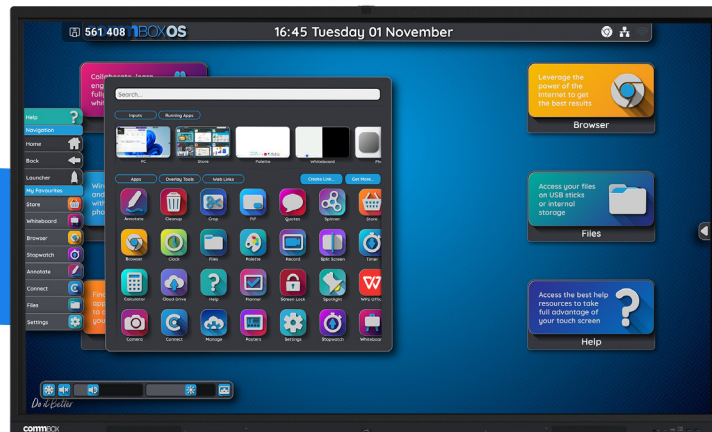 561 408
commBOXOS
16:45 Tuesday 01 November
Collaborate, learn
Help
Navigation
Home
Back
Launcher
My Favourites
Store
Whiteboard
Browser
Stopwatch
Annotate
Connect
Files
Settings
Search...
Inputs
Running Apps
PC
Store
Palette
Whiteboard
Apps
Overlay Tools
Web Links
Create Link...
Get More...
Annotate
Cleanup
Crop
PIP
Quotes
Spinner
Store
Browser
Clock
Files
Palette
Record
Split Screen
Timer
Calculator
Cloud Drive
Help
Planner
Screen Lock
Spotlight
WPS Offic
Camera
Connect
Manage
Posters
Settings
Stopwatch
Whiteboar
Leverage the
power of the
internet to get
the best results
Browser
Access your files
on USB sticks
or internal
storage
Files
Access the best help
resources to take
full advantage of
your touch screen
Help
Do it Better
commBOX